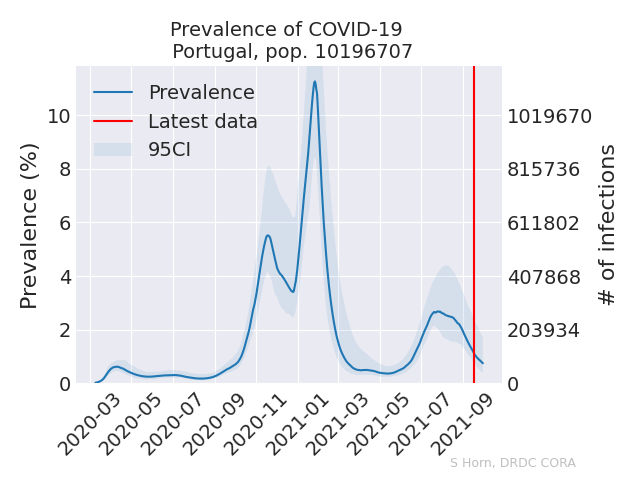 Prevalence of COVID-19
Portugal, pop. 10196707
Prevalence
Latest data
95CI
Prevalence (%)
10
8
6
4
2
0
1019670
815736
611802
407868
203934
0
# of infections
2020-03
2020-05
2020-07
2020-09
2020-11
2021-01
2021-03
2021-05
2021-07
2021-09
S Horn, DRDC CORA